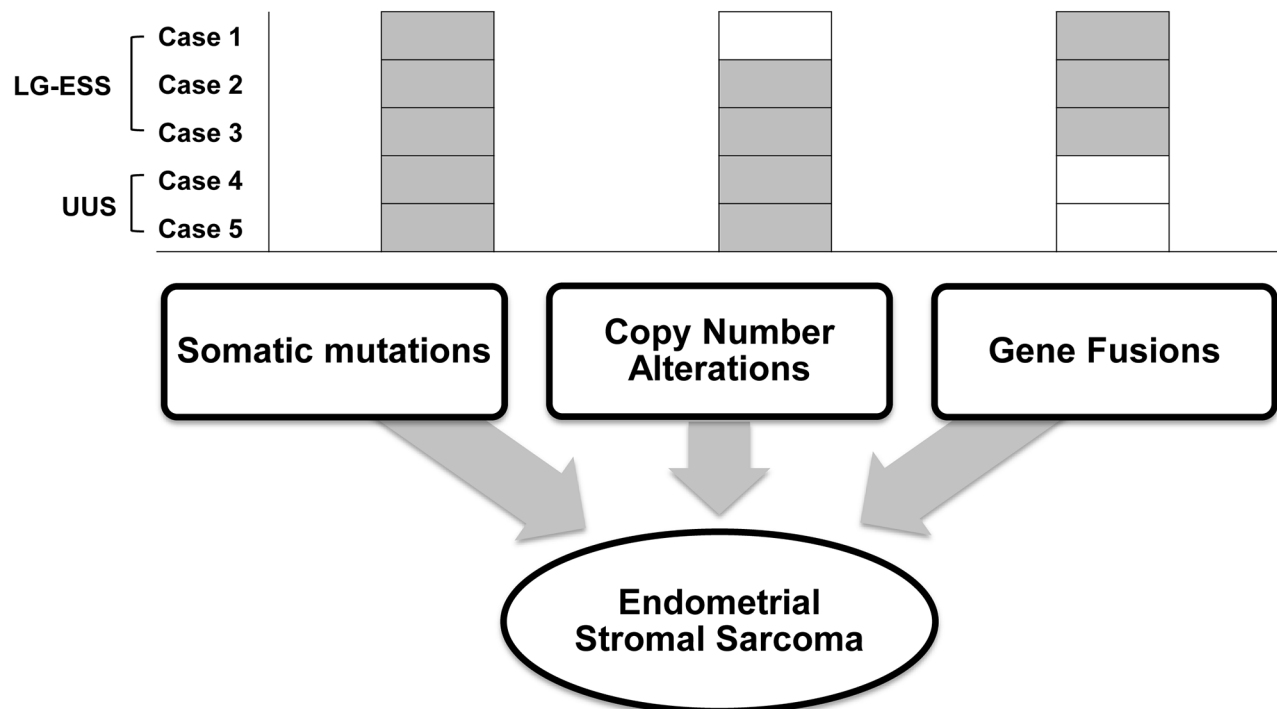 LG-ESS
Case 1
Case 2
Case 3
UUS
Case 4
Case 5
Somatic mutations
Copy Number
Alterations
Gene Fusions
Endometrial
Stromal Sarcoma